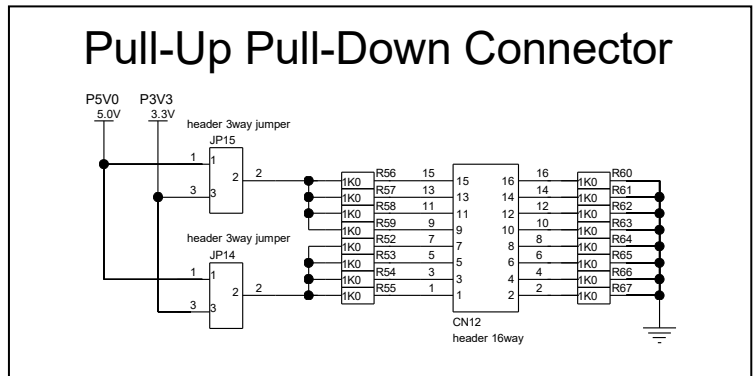 Pull-Up Pull-Down Connector
P5V0 P3V3
5.0V 3.3V
header 3way jumper
JP15
1 1
2 2
3 3
header 3way jumper
JP14
1 1
2 2
3 3
1K0 R56 15 15 16 16 1K0 R60
1K0 R57 13 13 14 14 1K0 R61
1K0 R58 11 11 12 12 1K0 R62
1K0 R59 9 9 10 10 1K0 R63
1K0 R52 7 7 8 8 1K0 R64
1K0 R53 5 5 6 6 1K0 R65
1K0 R54 3 3 4 4 1K0 R66
1K0 R55 1 1 2 2 1K0 R67
CN12
header 16way